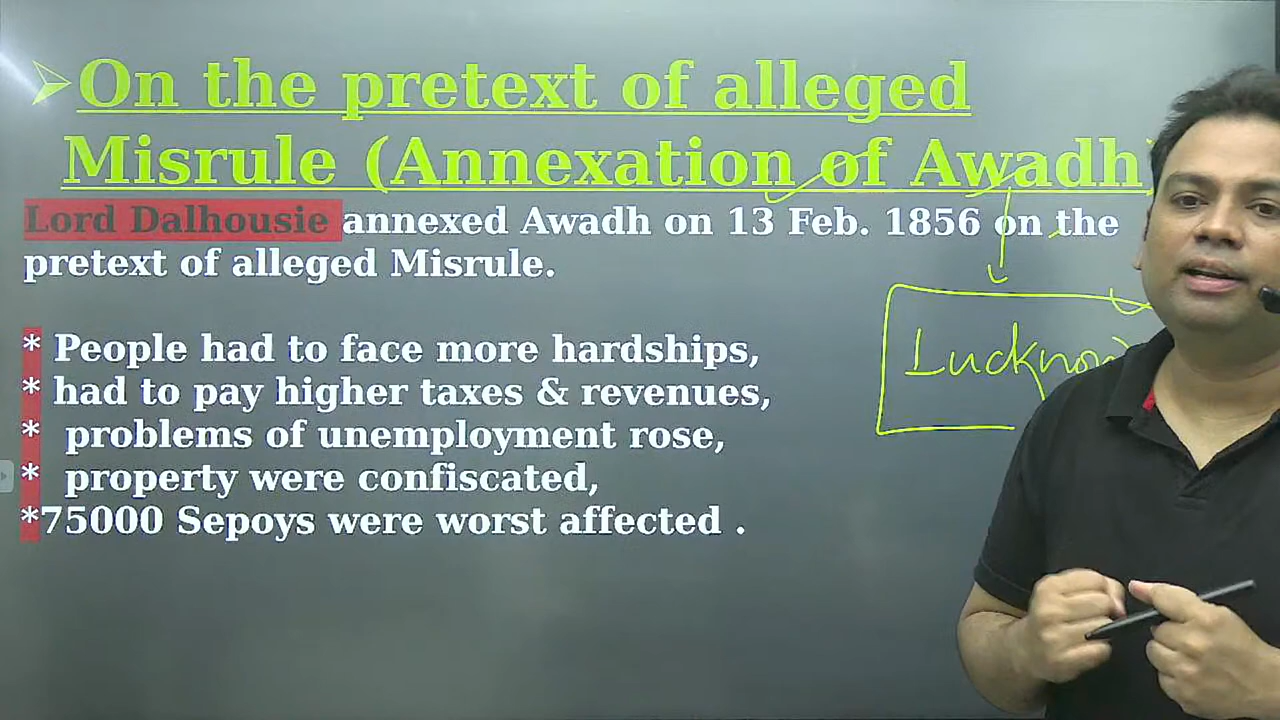 ➢On the pretext of alleged
Misrule (Annexation of Awadh)
Lord Dalhousie annexed Awadh on 13 Feb. 1856 on the
pretext of alleged Misrule.
* People had to face more hardships,
* had to pay higher taxes & revenues,
* problems of unemployment rose,
* property were confiscated,
*75000 Sepoys were worst affected .